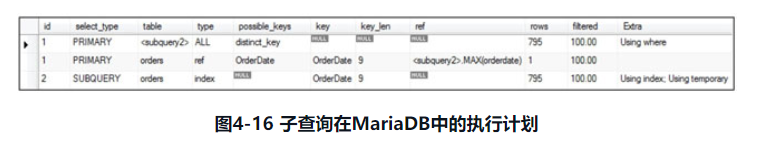 id select_type table type possible_keys key key_len ref rows filtered Extra
1 PRIMARY <subquery2> ALL distinct_key NULL NULL NULL 795 100.00 Using where
1 PRIMARY orders ref OrderDate OrderDate 9 <subquery2>.MAX(orderdate) 1 100.00
2 SUBQUERY orders index NULL OrderDate 9 NULL 795 100.00 Using index; Using temporary
图4-16 子查询在MariaDB中的执行计划